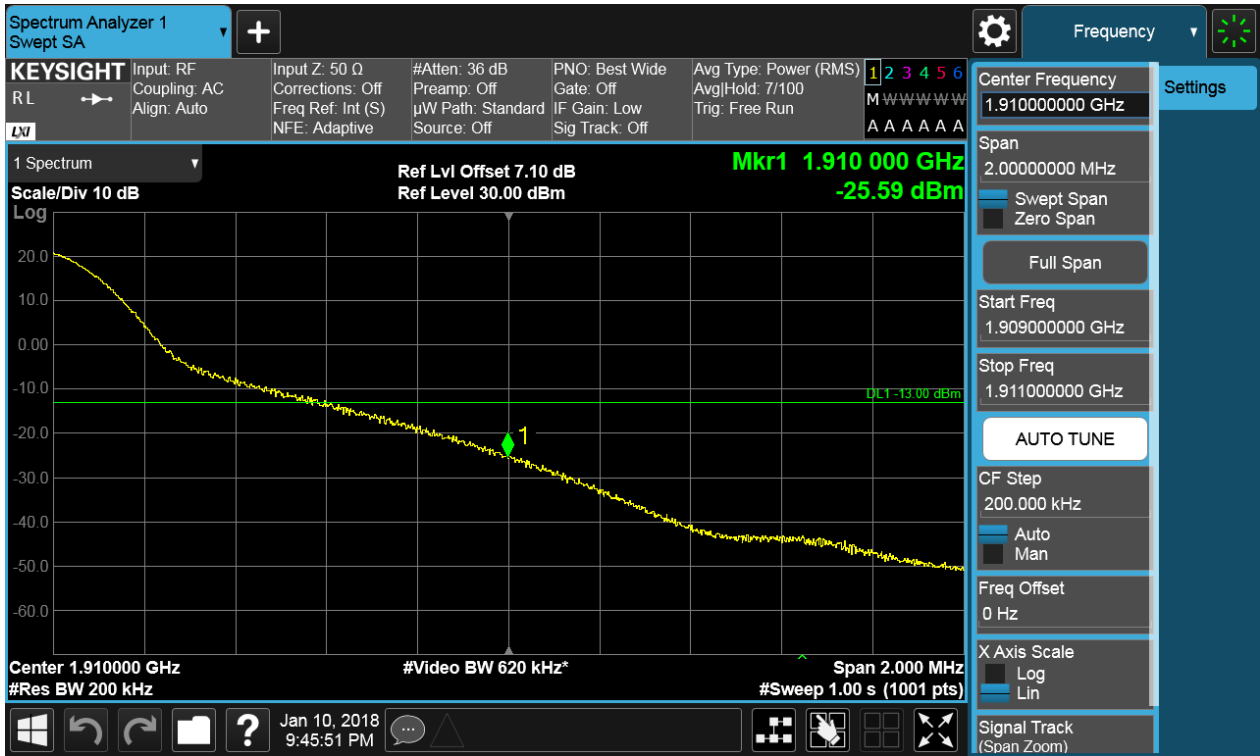 Spectrum Analyzer 1
Swept SA
Frequency
KEYSIGHT
RL
LXI
Input: RF
Coupling: AC
Align: Auto
Input Z: 50 Ω
Corrections: Off
Freq Ref: Int (S)
NFE: Adaptive
#Atten: 36 dB
Preamp: Off
µW Path: Standard
Source: Off
PNO: Best Wide
Gate: Off
IF Gain: Low
Sig Track: Off
Avg Type: Power (RMS)
Avg|Hold: 7/100
Trig: Free Run
1 2 3 4 5 6
M W W W W W
A A A A A A
1 Spectrum
Scale/Div 10 dB
Log
Ref Lvl Offset 7.10 dB
Ref Level 30.00 dBm
Mkr1 1.910 000 GHz
-25.59 dBm
20.0
10.0
0.00
-10.0
DL1 -13.00 dBm
-20.0
1
-30.0
-40.0
-50.0
-60.0
Center 1.910000 GHz
#Res BW 200 kHz
#Video BW 620 kHz*
Span 2.000 MHz
#Sweep 1.00 s (1001 pts)
?
Jan 10, 2018
9:45:51 PM
Center Frequency
1.910000000 GHz
Span
2.00000000 MHz
Swept Span
Zero Span
Full Span
Start Freq
1.909000000 GHz
Stop Freq
1.911000000 GHz
AUTO TUNE
CF Step
200.000 kHz
Auto
Man
Freq Offset
0 Hz
X Axis Scale
Log
Lin
Signal Track
(Span Zoom)
Settings